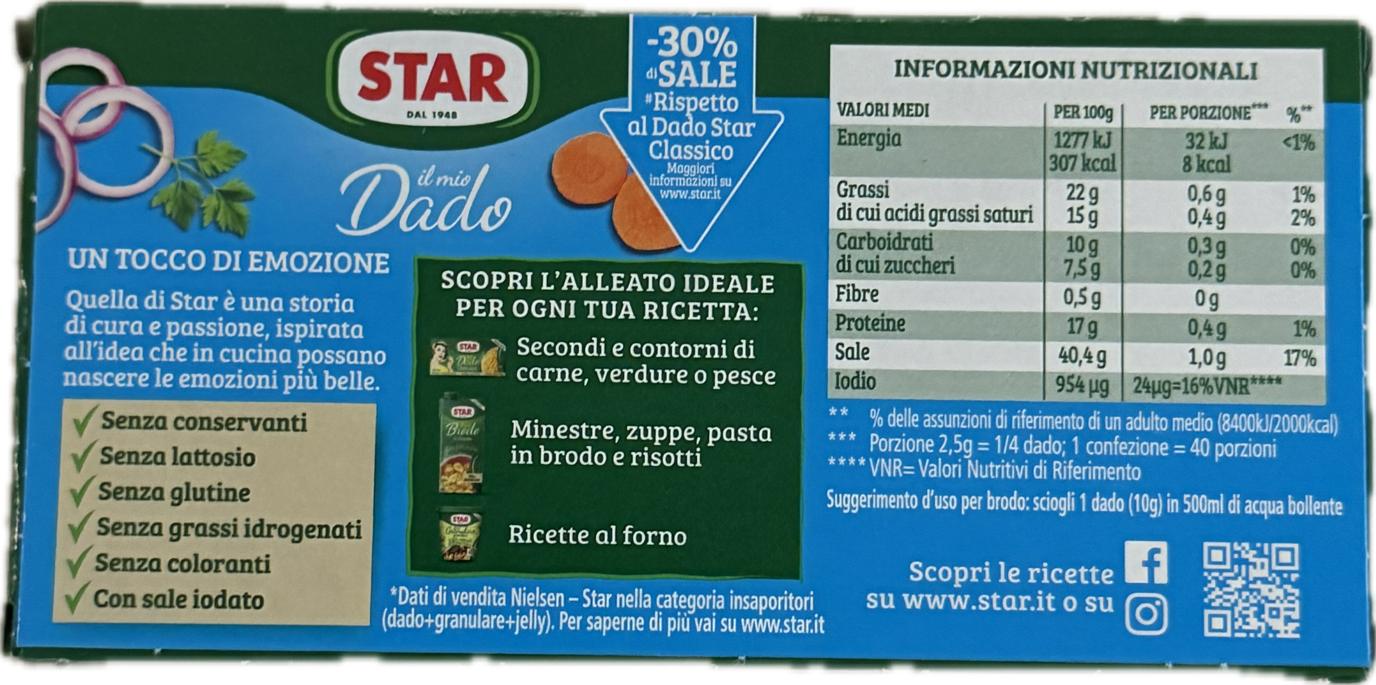 STAR
DAL 1948
il mio
Dado
-30%
di SALE
#Rispetto
al Dado Star
Classico
Maggiori
informazioni su
www.star.it
UN TOCCO DI EMOZIONE
Quella di Star è una storia
di cura e passione, ispirata
all'idea che in cucina possano
nascere le emozioni più belle.
✓ Senza conservanti
✓ Senza lattosio
✓ Senza glutine
✓ Senza grassi idrogenati
✓ Senza coloranti
✓ Con sale iodato
SCOPRI L'ALLEATO IDEALE
PER OGNI TUA RICETTA:
STAR
Secondi e contorni di
carne, verdure o pesce
STAR
Brodo
Minestre, zuppe, pasta
in brodo e risotti
STAR
Ricette al forno
*Dati di vendita Nielsen – Star nella categoria insaporitori
(dado+granulare+jelly). Per saperne di più vai su www.star.it
INFORMAZIONI NUTRIZIONALI
VALORI MEDI PER 100g PER PORZIONE*** %**
Energia 1277 kJ 32 kJ <1%
307 kcal 8 kcal
Grassi 22 g 0,6 g 1%
di cui acidi grassi saturi 15 g 0,4 g 2%
Carboidrati 10 g 0,3 g 0%
di cui zuccheri 7,5 g 0,2 g 0%
Fibre 0,5 g 0 g
Proteine 17 g 0,4 g 1%
Sale 40,4 g 1,0 g 17%
Iodio 954 µg 24µg=16%VNR****
** % delle assunzioni di riferimento di un adulto medio (8400kJ/2000kcal)
*** Porzione 2,5g = 1/4 dado; 1 confezione = 40 porzioni
**** VNR= Valori Nutritivi di Riferimento
Suggerimento d'uso per brodo: sciogli 1 dado (10g) in 500ml di acqua bollente
Scopri le ricette
su www.star.it o su